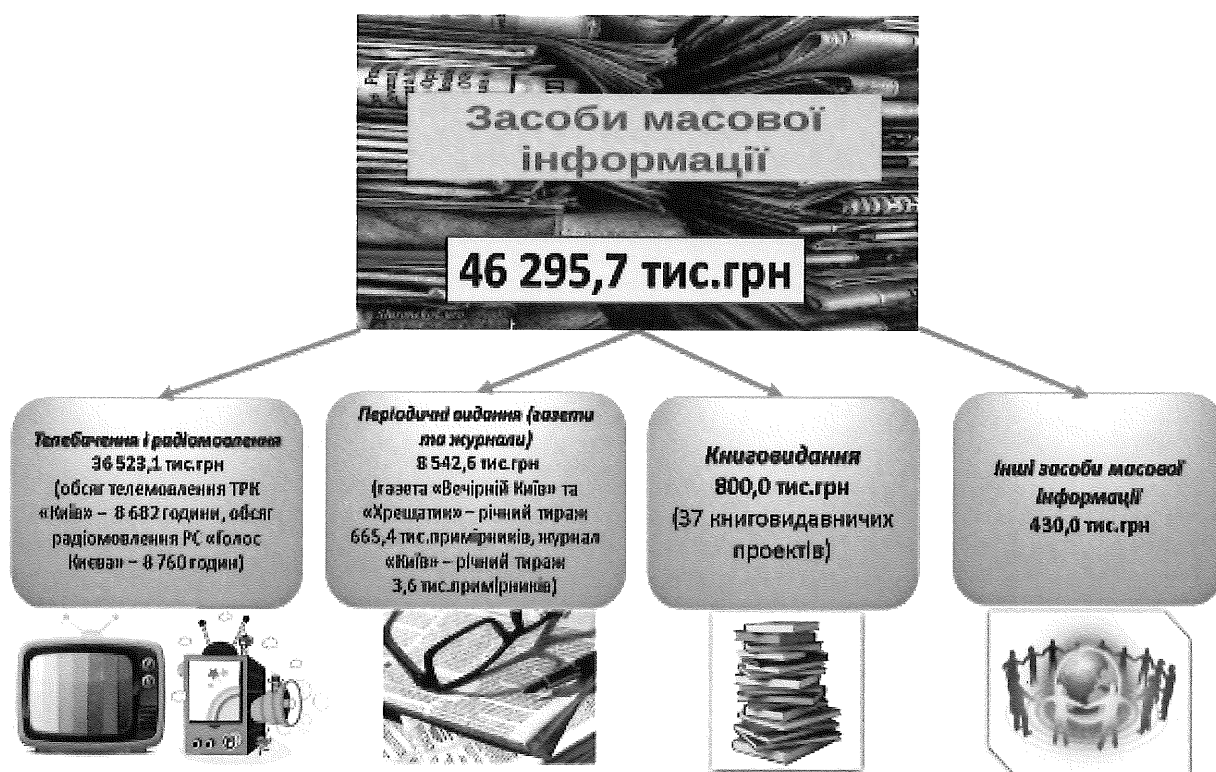 Засоби масової
інформації
46 295,7 тис.грн
Телебачення і радіомовлення
36 523,1 тис.грн
(обсяг телемовлення ТРК
«Київ» – 8 682 години, обсяг
радіомовлення РС «Голос
Києва» – 8 760 годин)
Періодичні видання (газети
та журнали)
8 542,6 тис.грн
(газета «Вечірній Київ» та
«Хрещатик» – річний тираж
665,4 тис.примірників, журнал
«Київ» – річний тираж
3,6 тис.примірників)
Книговидання
800,0 тис.грн
(37 книговидавничих
проектів)
Інші засоби масової
інформації
430,0 тис.грн